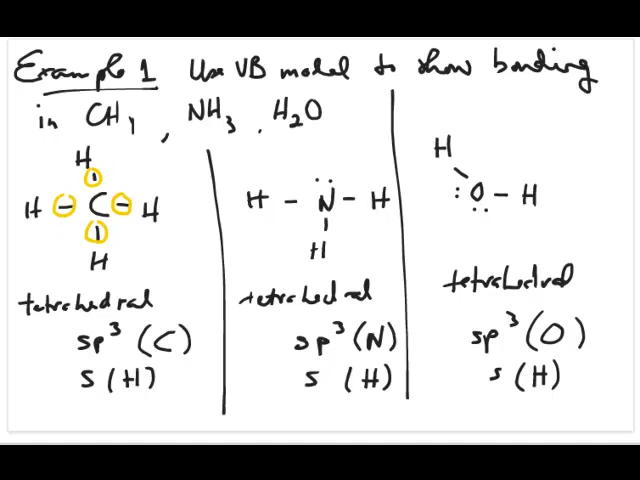 Example 1 Use VB model to show bonding
in CH4, NH3, H2O
H
H - C - H
H
tetrahedral
sp³ (C)
s (H)
H - N - H
H
tetrahedral
sp³ (N)
s (H)
H
:O - H
tetrahedral
sp³ (O)
s (H)